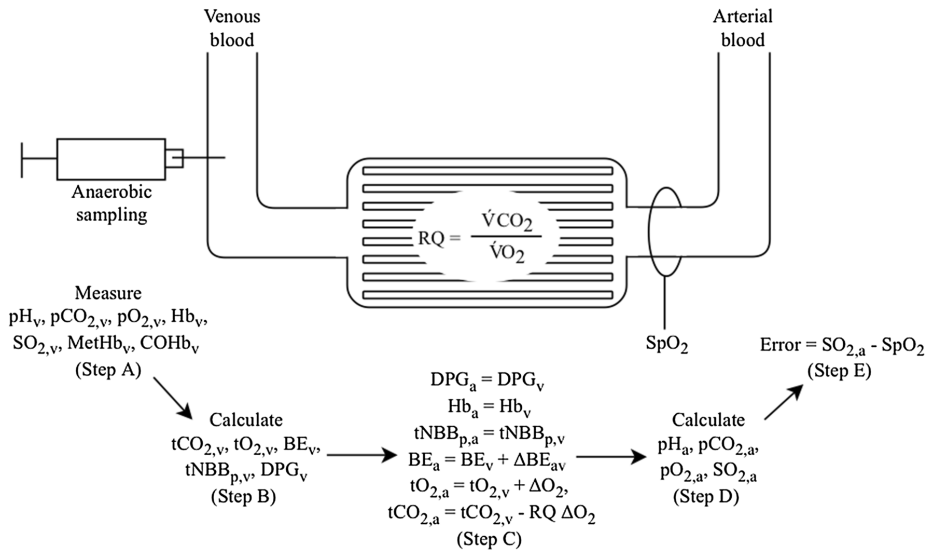 Venous
blood
Arterial
blood
Anaerobic
sampling
RQ = V̇CO₂ / V̇O₂
SpO₂
Measure
pHᵥ, pCO₂,ᵥ, pO₂,ᵥ, Hbᵥ,
SO₂,ᵥ, MetHbᵥ, COHbᵥ
(Step A)
Calculate
tCO₂,ᵥ, tO₂,ᵥ, BEᵥ,
tNBBₚ,ᵥ, DPGᵥ
(Step B)
DPGₐ = DPGᵥ
Hbₐ = Hbᵥ
tNBBₚ,ₐ = tNBBₚ,ᵥ
BEₐ = BEᵥ + ΔBEₐᵥ
tO₂,ₐ = tO₂,ᵥ + ΔO₂,
tCO₂,ₐ = tCO₂,ᵥ - RQ ΔO₂
(Step C)
Calculate
pHₐ, pCO₂,ₐ,
pO₂,ₐ, SO₂,ₐ
(Step D)
Error = SO₂,ₐ - SpO₂
(Step E)